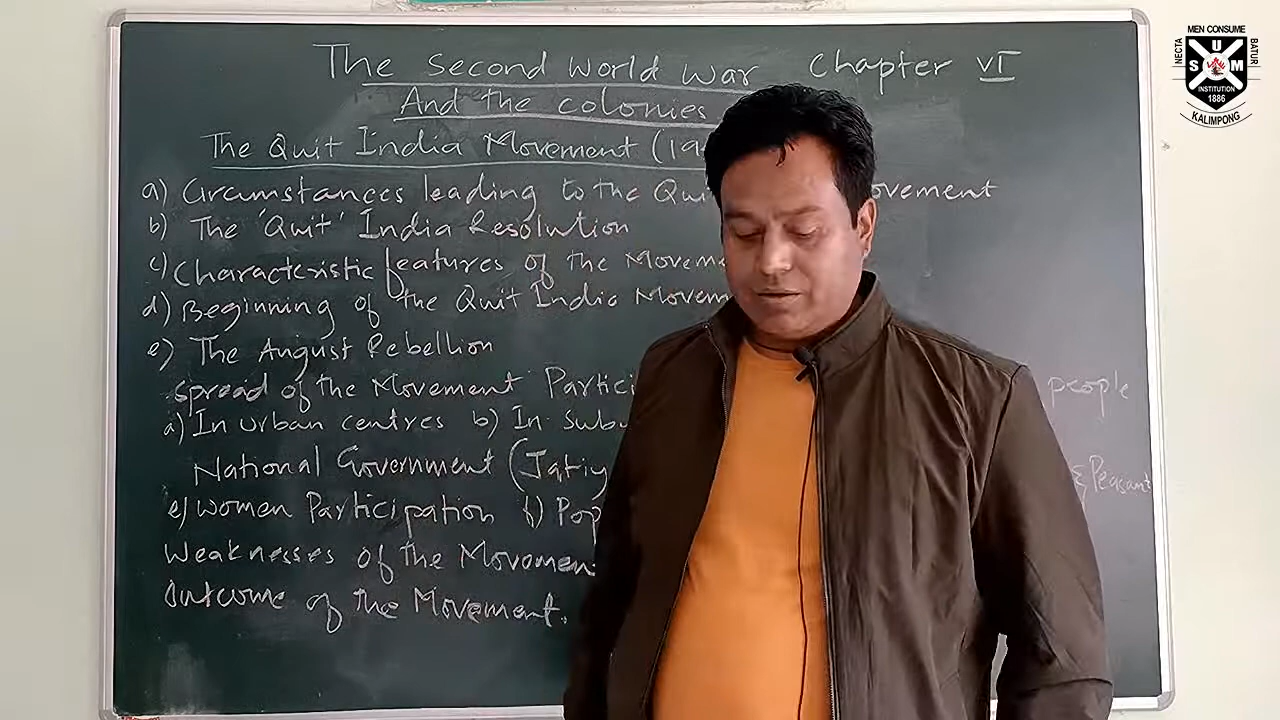 The Second World War Chapter VI
And the colonies
The Quit India Movement (19
a) Circumstances leading to the Qui ovement
b) The 'Quit' India Resolution
c) Characteristic features of the Moveme
d) Beginning of the Quit India Movem
e) The August Rebellion
spread of the Movement Partici people
a) In urban centres b) In Subu
National Government (Jatiy & Peasant
e) Women Participation f) Pop
Weaknesses of the Movemen
Outcome of the Movement.
MEN CONSUME
NECTA BATUR
S U M
INSTITUTION
1886
KALIMPONG